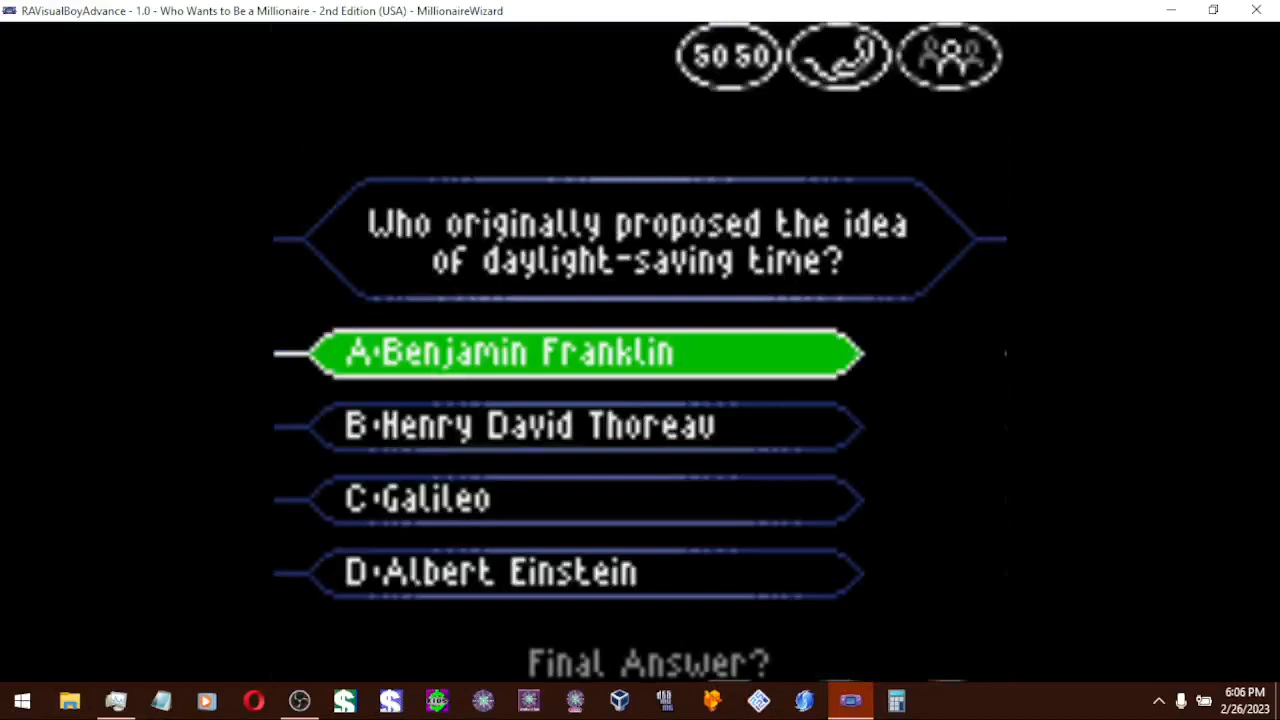 RAVisualBoyAdvance - 1.0 - Who Wants to Be a Millionaire - 2nd Edition (USA) - MillionaireWizard
50 50
Who originally proposed the idea
of daylight-saving time?
A·Benjamin Franklin
B·Henry David Thoreau
C·Galileo
D·Albert Einstein
Final Answer?
KIDS
6:06 PM
2/26/2023